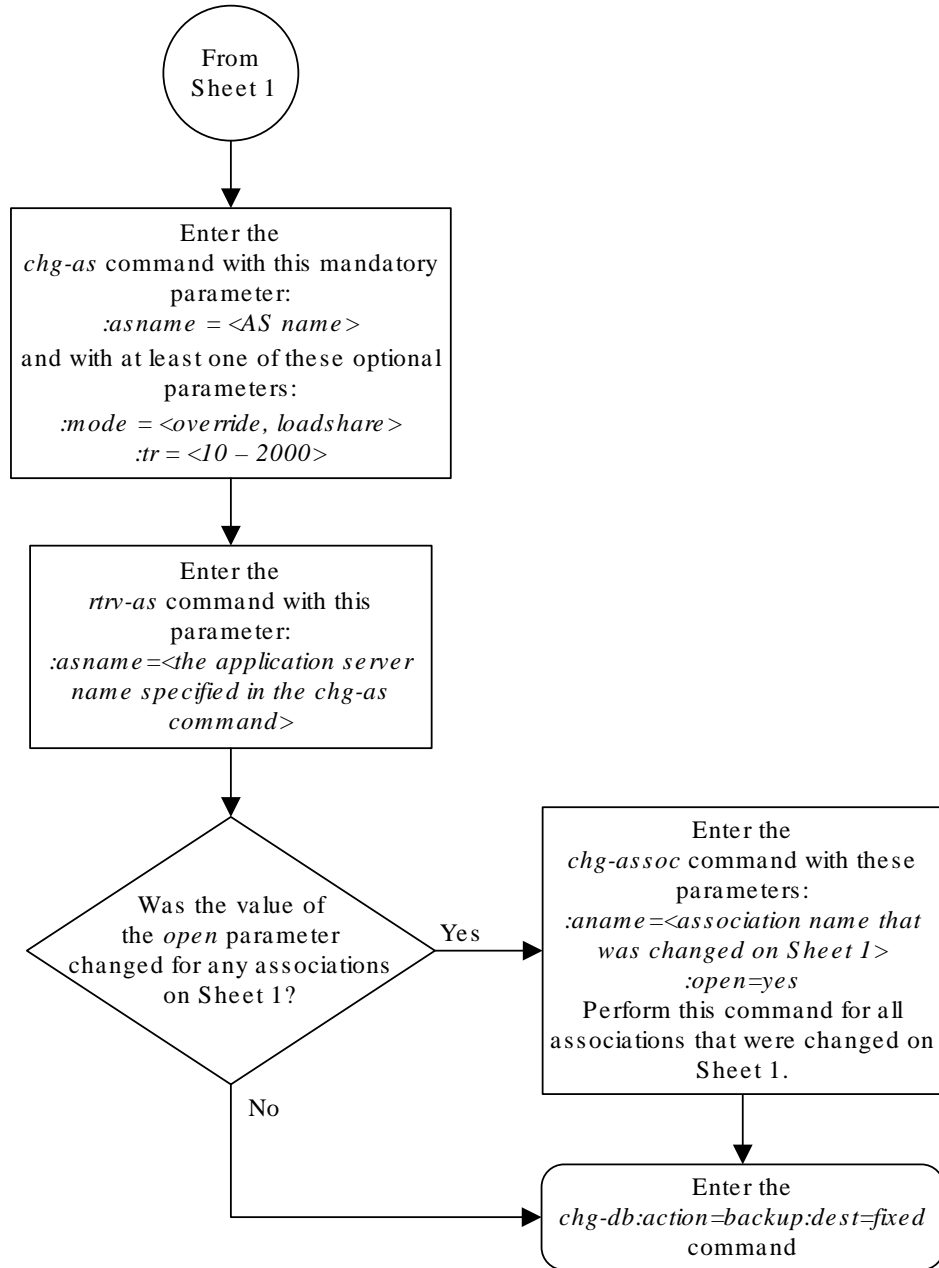 From
Sheet 1
Enter the
chg-as command with this mandatory
parameter:
:asname = <AS name>
and with at least one of these optional
parameters:
:mode = <override, loadshare>
:tr = <10 – 2000>
Enter the
rtrv-as command with this
parameter:
:asname=<the application server
name specified in the chg-as
command>
Was the value of
the open parameter
changed for any associations
on Sheet 1?
Yes
No
Enter the
chg-assoc command with these
parameters:
:aname=<association name that
was changed on Sheet 1>
:open=yes
Perform this command for all
associations that were changed on
Sheet 1.
Enter the
chg-db:action=backup:dest=fixed
command